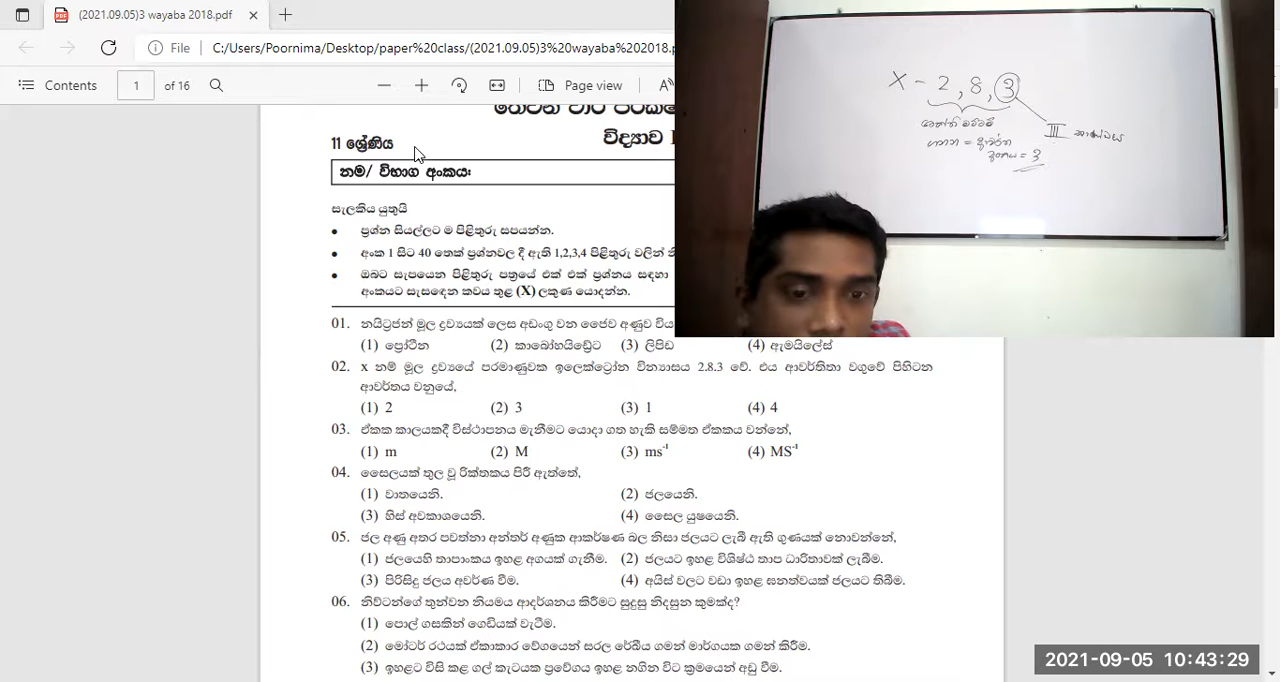 (2021.09.05)3 wayaba 2018.pdf
File
C:/Users/Poornima/Desktop/paper%20class/(2021.09.05)3%20wayaba%202018.p
Contents
1
of 16
Page view
X - 2, 8, 3
ශක්ති මට්ටම්
ගණන = ආවර්ත
අංකය = 3
III කාණ්ඩය
11 ශ්‍රේණිය
විද්‍යාව I
නම/ විභාග අංකය:
සැලකිය යුතුයි
• ප්‍රශ්න සියල්ලට ම පිළිතුරු සපයන්න.
• අංක 1 සිට 40 තෙක් ප්‍රශ්නවල දී ඇති 1,2,3,4 පිළිතුරු වලින්
• ඔබට සැපයෙන පිළිතුරු පත්‍රයේ එක් එක් ප්‍රශ්නය සඳහා
අංකයට සැසඳෙන කවය තුළ (X) ලකුණ යොදන්න.
01. නයිට්‍රජන් මූල ද්‍රව්‍යයක් ලෙස අඩංගු වන ජෛව අණුව
(1) ප්‍රෝටීන (2) කාබෝහයිඩ්‍රේට (3) ලිපිඩ (4) ඇමයිලේස්
02. x නම් මූල ද්‍රව්‍යයේ පරමාණුවක ඉලෙක්ට්‍රෝන වින්‍යාසය 2.8.3 වේ. එය ආවර්තිතා වගුවේ පිහිටන
ආවර්තය වනුයේ,
(1) 2 (2) 3 (3) 1 (4) 4
03. ඒකක කාලයකදී විස්ථාපනය මැනීමට යොදා ගත හැකි සම්මත ඒකකය වන්නේ,
(1) m (2) M (3) ms⁻¹ (4) MS⁻¹
04. සෛලයක් තුල වූ රික්තකය පිරී ඇත්තේ,
(1) වාතයෙනි. (2) ජලයෙනි.
(3) හිස් අවකාශයෙනි. (4) සෛල යුෂයෙනි.
05. ජල අණු අතර පවත්නා අන්තර් අණුක ආකර්ෂණ බල නිසා ජලයට ලැබී ඇති ගුණයක් නොවන්නේ,
(1) ජලයෙහි තාපාංකය ඉහළ අගයක් ගැනීම. (2) ජලයට ඉහළ විශිෂ්ඨ තාප ධාරිතාවක් ලැබීම.
(3) පිරිසිදු ජලය අවර්ණ වීම. (4) අයිස් වලට වඩා ඉහළ ඝනත්වයක් ජලයට තිබීම.
06. නිව්ටන්ගේ තුන්වන නියමය ආදර්ශනය කිරීමට සුදුසු නිදසුන කුමක්ද?
(1) පොල් ගසකින් ගෙඩියක් වැටීම.
(2) මෝටර් රථයක් ඒකාකාර වේගයෙන් සරල රේඛීය ගමන් මාර්ගයක ගමන් කිරීම.
(3) ඉහළට විසි කළ ගල් කැටයක ප්‍රවේගය ඉහළ නගින විට ක්‍රමයෙන් අඩු වීම.
2021-09-05 10:43:29